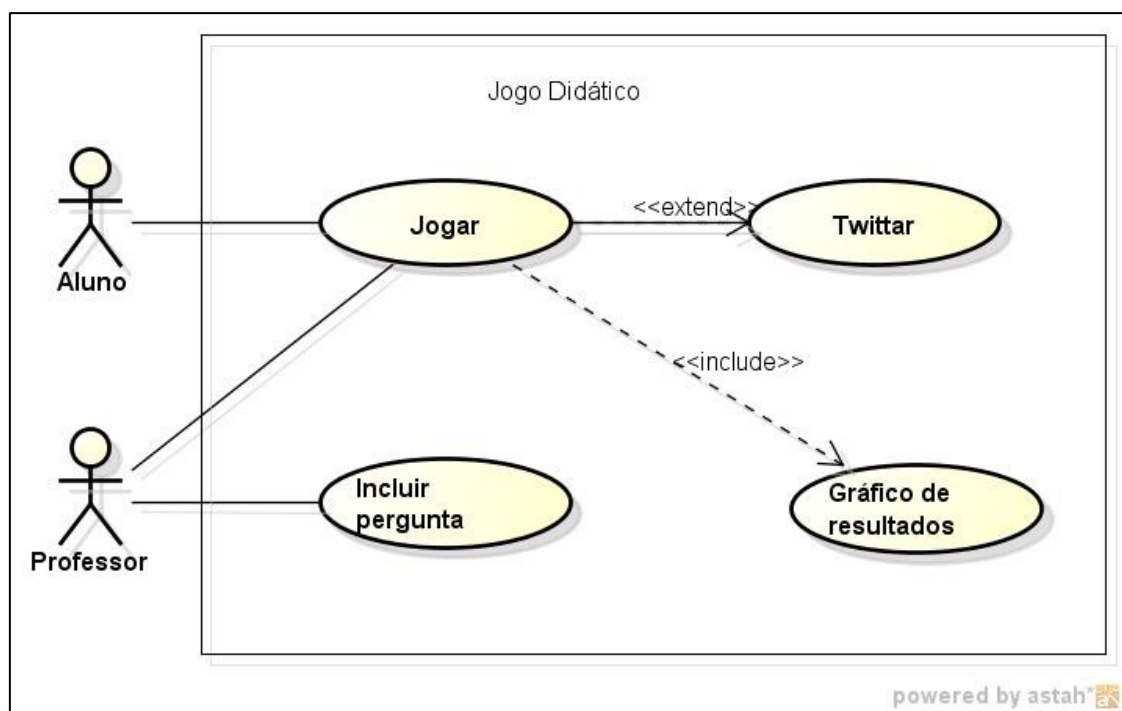 Jogo Didático
Jogar
<<extend>>
Twittar
Aluno
<<include>>
Incluir
pergunta
Gráfico de
resultados
Professor
powered by astah*